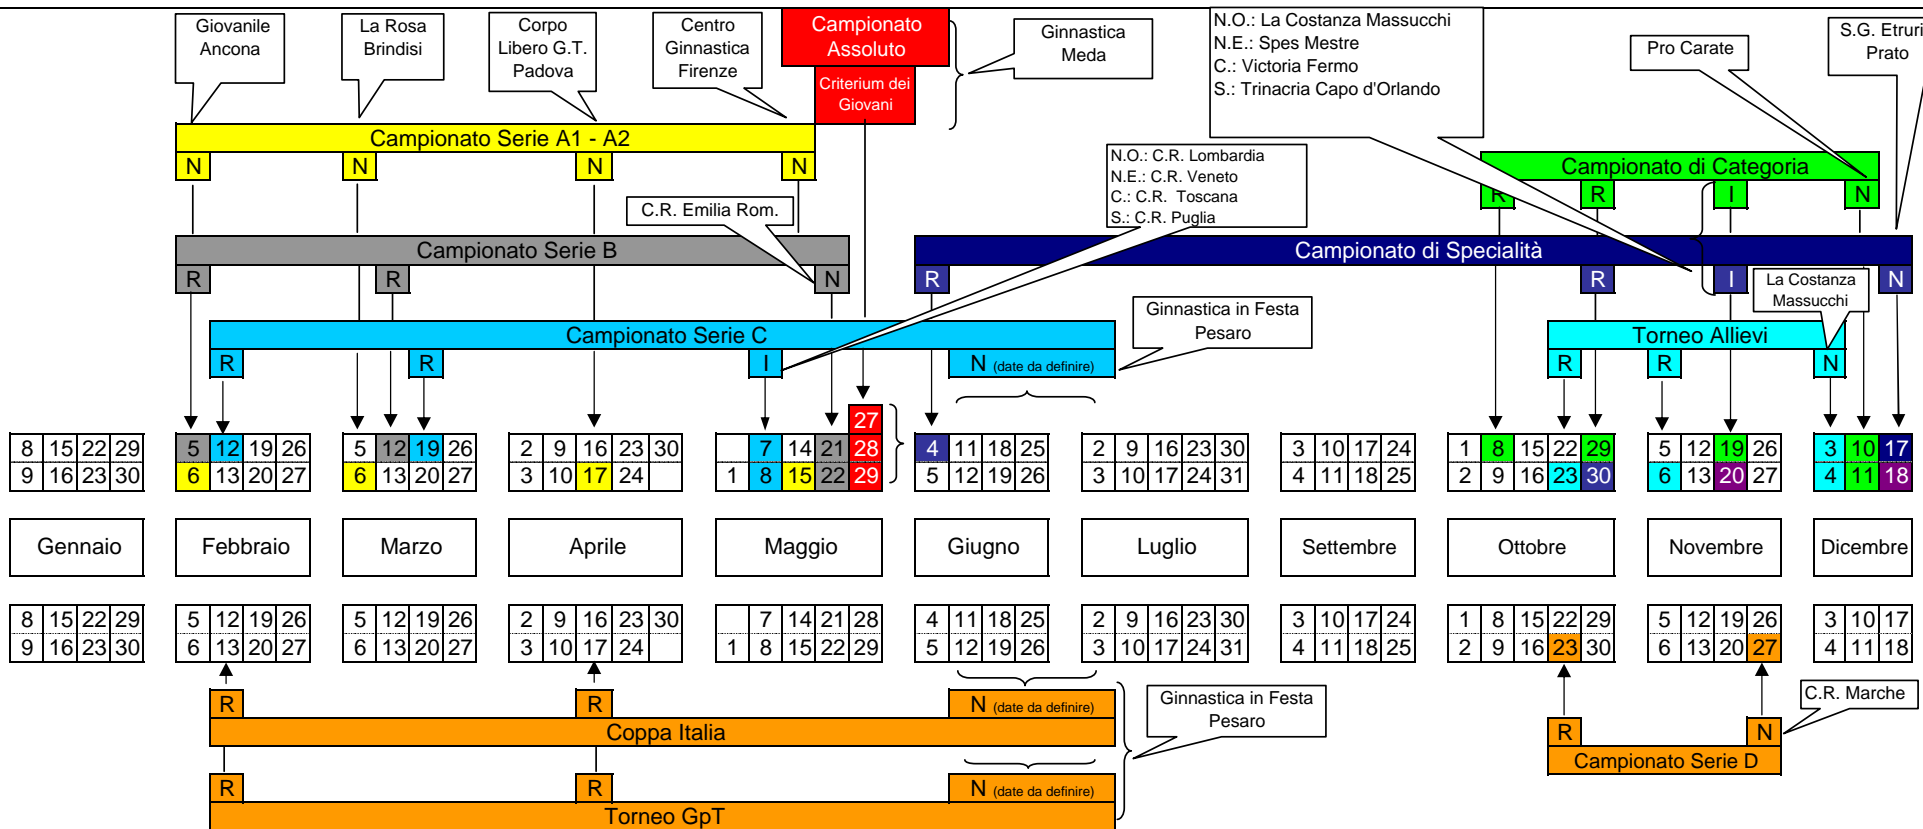 Giovanile
Ancona
La Rosa
Brindisi
Corpo
Libero G.T.
Padova
Centro
Ginnastica
Firenze
Campionato
Assoluto
Criterium dei
Giovani
Ginnastica
Meda
N.O.: La Costanza Massucchi
N.E.: Spes Mestre
C.: Victoria Fermo
S.: Trinacria Capo d'Orlando
Pro Carate
S.G. Etruri
Prato
Campionato Serie A1 - A2
N N N N
N.O.: C.R. Lombardia
N.E.: C.R. Veneto
C.: C.R. Toscana
S.: C.R. Puglia
Campionato di Categoria
R R I N
C.R. Emilia Rom.
Campionato Serie B
R R N
Campionato di Specialità
R R I N
La Costanza
Massucchi
Campionato Serie C
R R I N (date da definire)
Ginnastica in Festa
Pesaro
Torneo Allievi
R R N
27
8 15 22 29 5 12 19 26 5 12 19 26 2 9 16 23 30 7 14 21 28 4 11 18 25 2 9 16 23 30 3 10 17 24 1 8 15 22 29 5 12 19 26 3 10 17
9 16 23 30 6 13 20 27 6 13 20 27 3 10 17 24 1 8 15 22 29 5 12 19 26 3 10 17 24 31 4 11 18 25 2 9 16 23 30 6 13 20 27 4 11 18
Gennaio Febbraio Marzo Aprile Maggio Giugno Luglio Settembre Ottobre Novembre Dicembre
8 15 22 29 5 12 19 26 5 12 19 26 2 9 16 23 30 7 14 21 28 4 11 18 25 2 9 16 23 30 3 10 17 24 1 8 15 22 29 5 12 19 26 3 10 17
9 16 23 30 6 13 20 27 6 13 20 27 3 10 17 24 1 8 15 22 29 5 12 19 26 3 10 17 24 31 4 11 18 25 2 9 16 23 30 6 13 20 27 4 11 18
R R N (date da definire)
Coppa Italia
Ginnastica in Festa
Pesaro
C.R. Marche
R N
Campionato Serie D
R R N (date da definire)
Torneo GpT